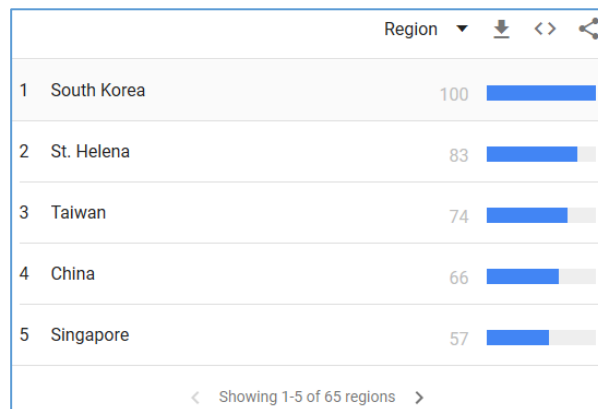 Region
1 South Korea 100
2 St. Helena 83
3 Taiwan 74
4 China 66
5 Singapore 57
Showing 1-5 of 65 regions